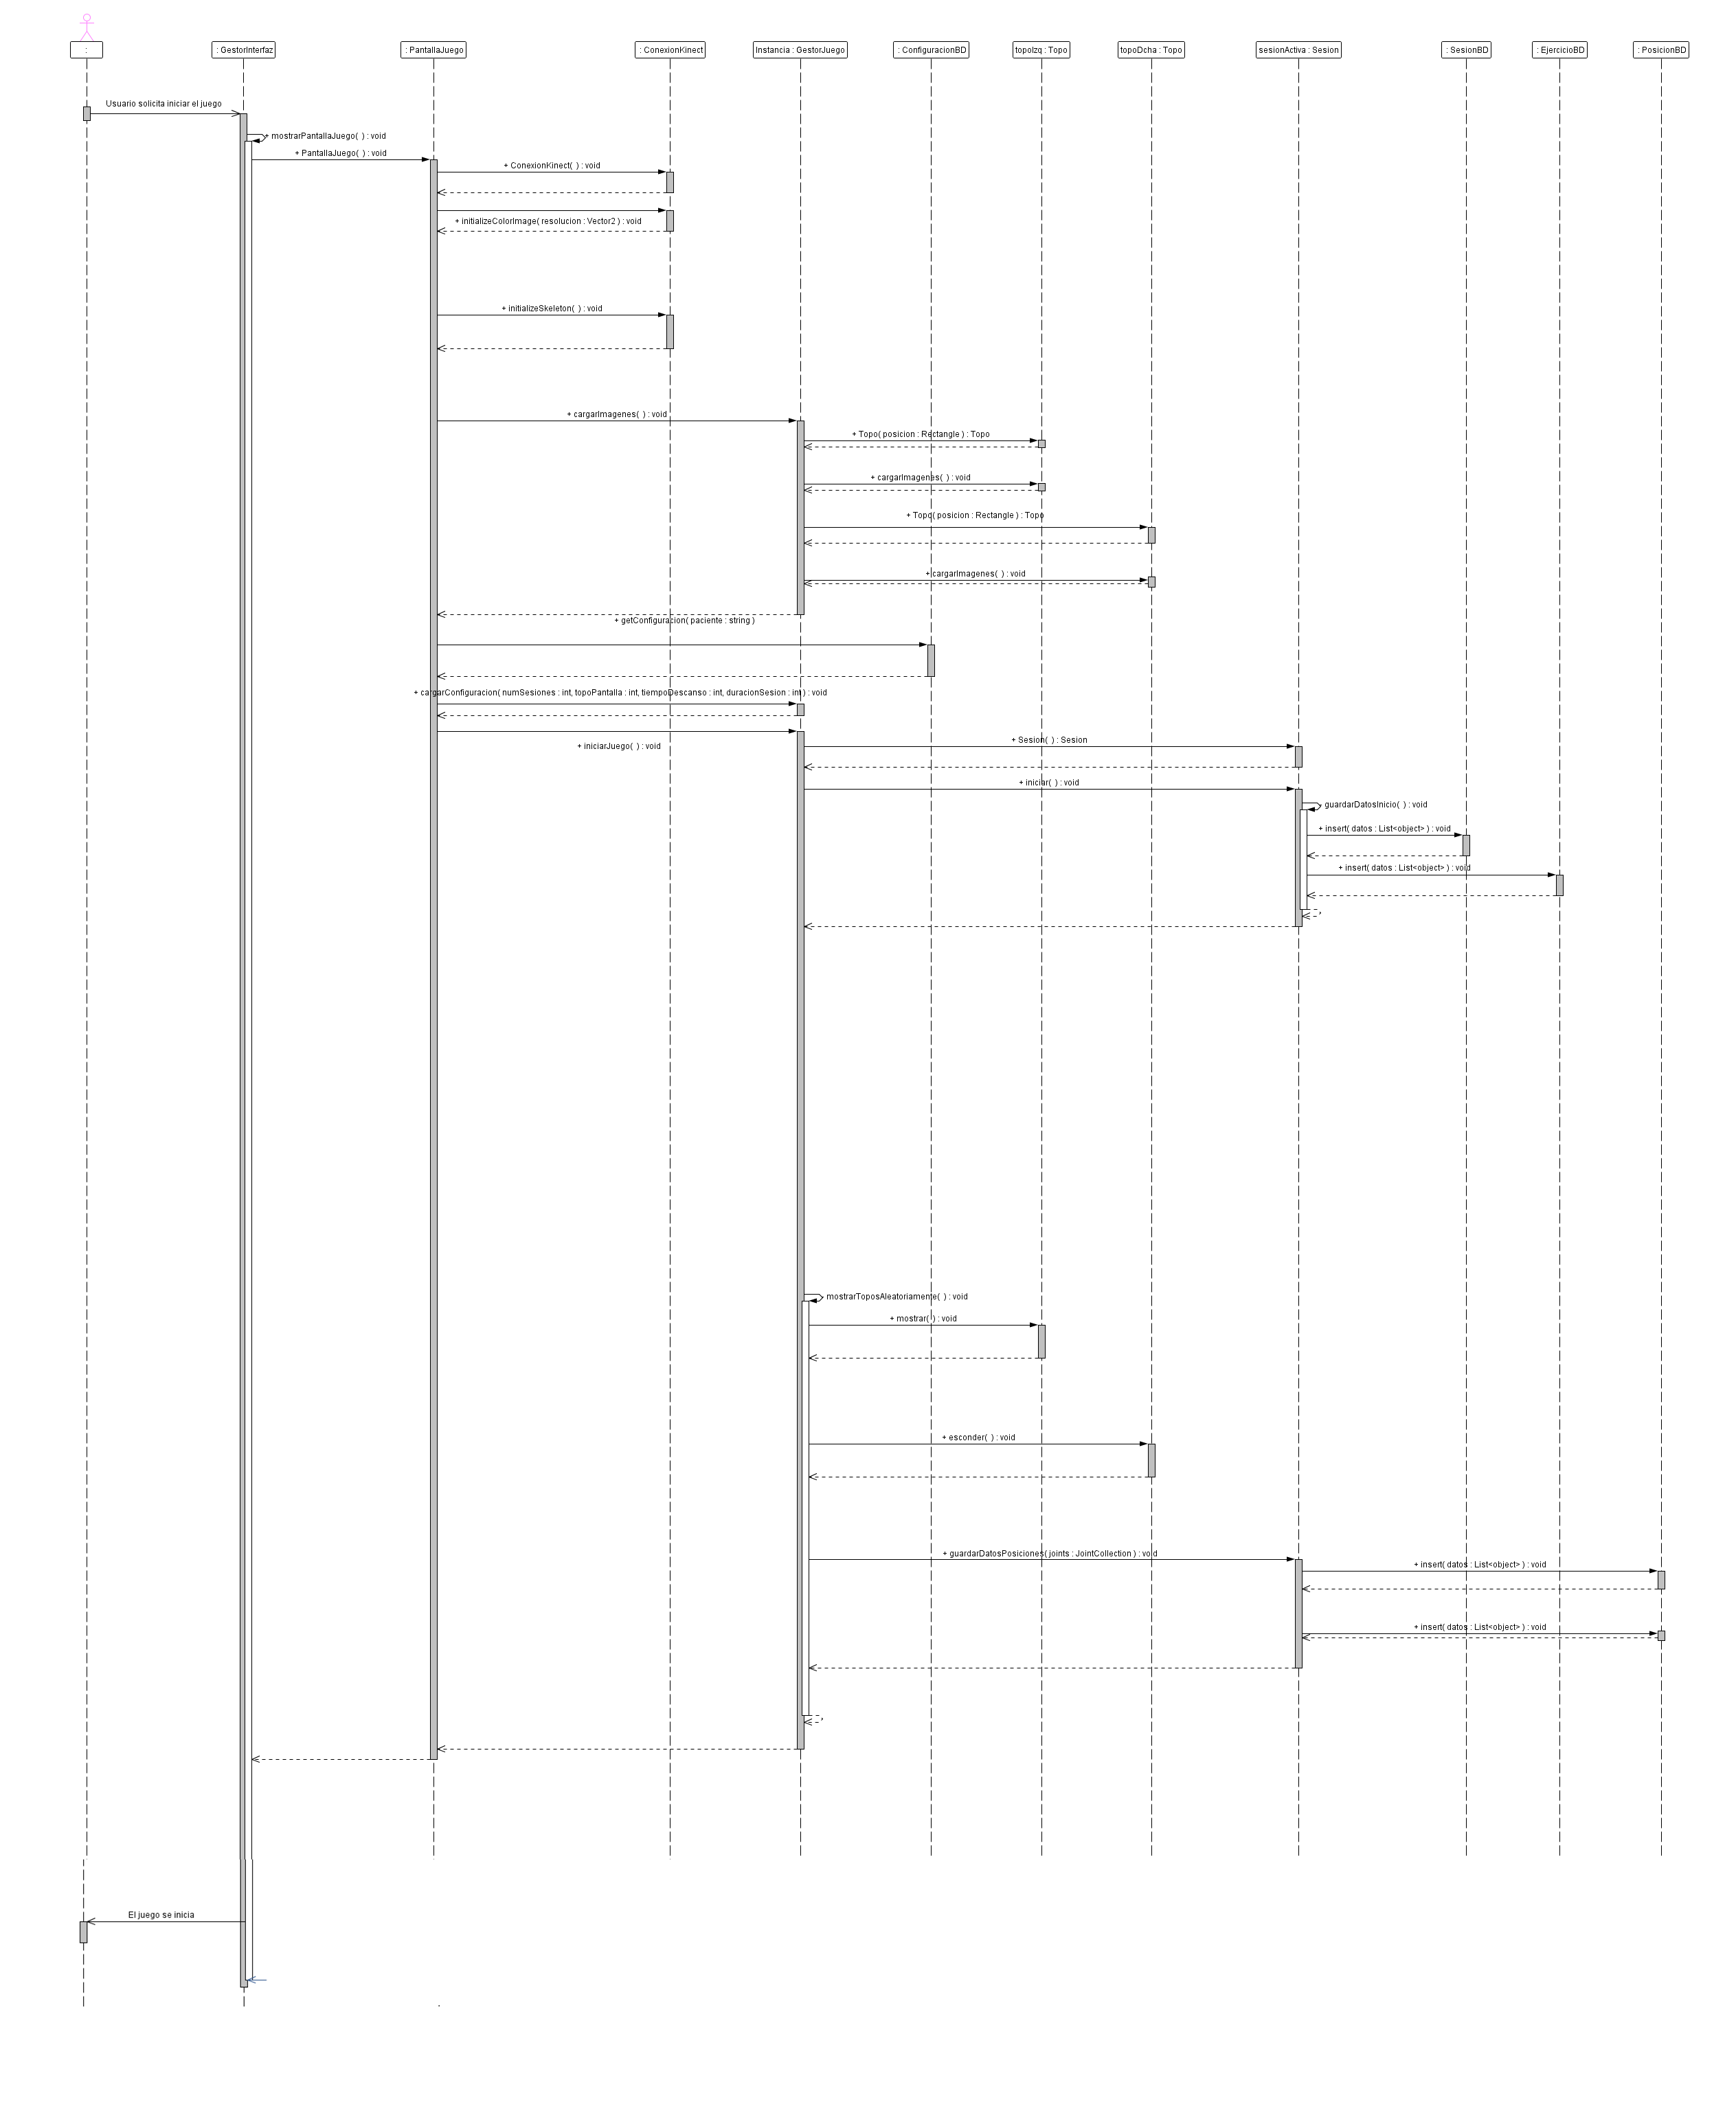 :
: GestorInterfaz
: PantallaJuego
: ConexionKinect
Instancia : GestorJuego
: ConfiguracionBD
topoIzq : Topo
topoDcha : Topo
sesionActiva : Sesion
: SesionBD
: EjercicioBD
: PosicionBD
Usuario solicita iniciar el juego
+ mostrarPantallaJuego( ) : void
+ PantallaJuego( ) : void
+ ConexionKinect( ) : void
+ initializeColorImage( resolucion : Vector2 ) : void
+ initializeSkeleton( ) : void
+ cargarImagenes( ) : void
+ Topo( posicion : Rectangle ) : Topo
+ cargarImagenes( ) : void
+ Topo( posicion : Rectangle ) : Topo
+ cargarImagenes( ) : void
+ getConfiguracion( paciente : string )
+ cargarConfiguracion( numSesiones : int, topoPantalla : int, tiempoDescanso : int, duracionSesion : int ) : void
+ Sesion( ) : Sesion
+ iniciarJuego( ) : void
+ iniciar( ) : void
- guardarDatosInicio( ) : void
+ insert( datos : List<object> ) : void
+ insert( datos : List<object> ) : void
- mostrarToposAleatoriamente( ) : void
+ mostrar( ) : void
+ esconder( ) : void
+ guardarDatosPosiciones( joints : JointCollection ) : void
+ insert( datos : List<object> ) : void
+ insert( datos : List<object> ) : void
El juego se inicia